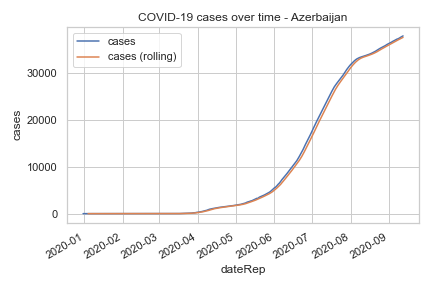 COVID-19 cases over time - Azerbaijan
cases
cases (rolling)
30000
20000
10000
0
cases
2020-01
2020-02
2020-03
2020-04
2020-05
2020-06
2020-07
2020-08
2020-09
dateRep